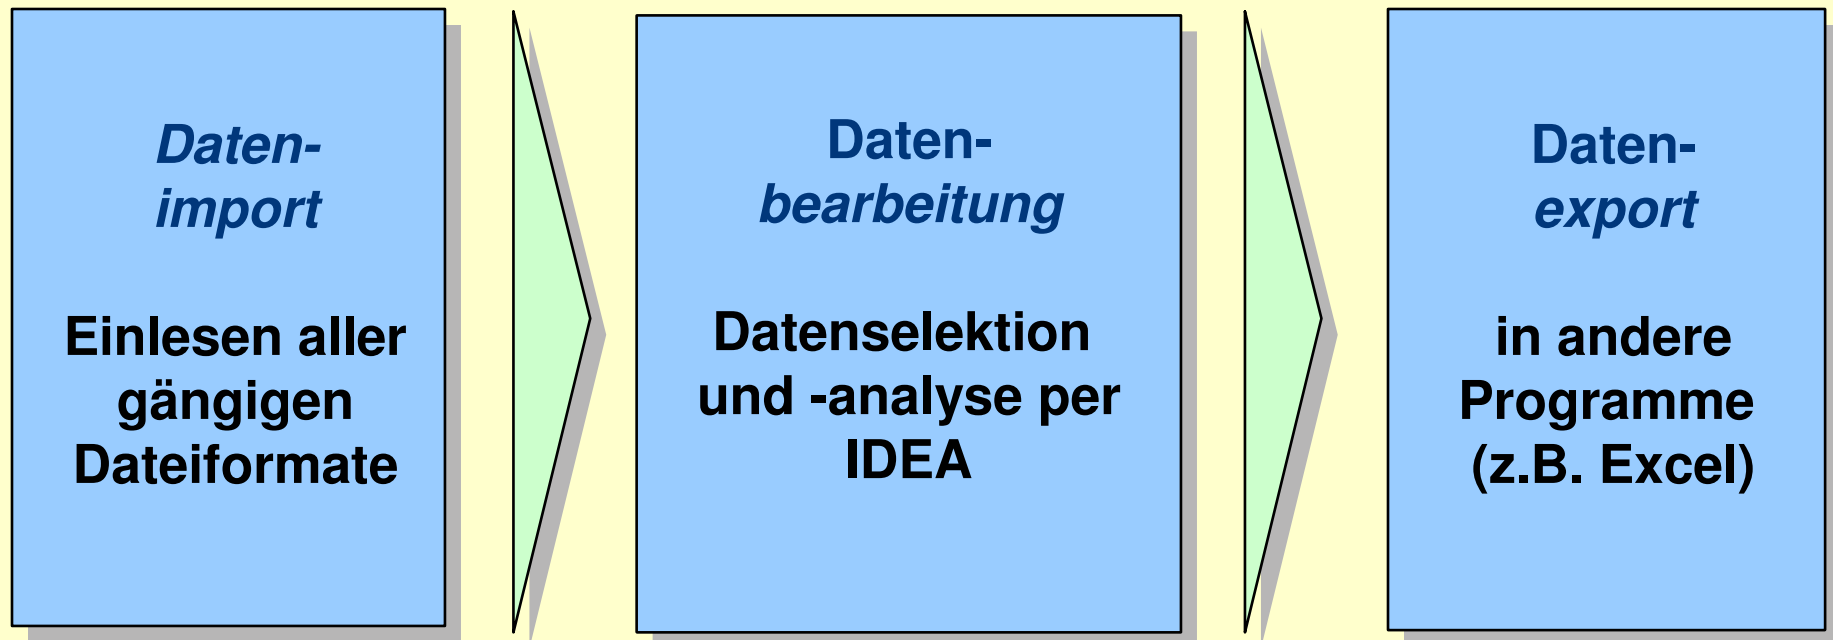 Daten-
import
Einlesen aller
gängigen
Dateiformate
Daten-
bearbeitung
Datenselektion
und -analyse per
IDEA
Daten-
export
in andere
Programme
(z.B. Excel)